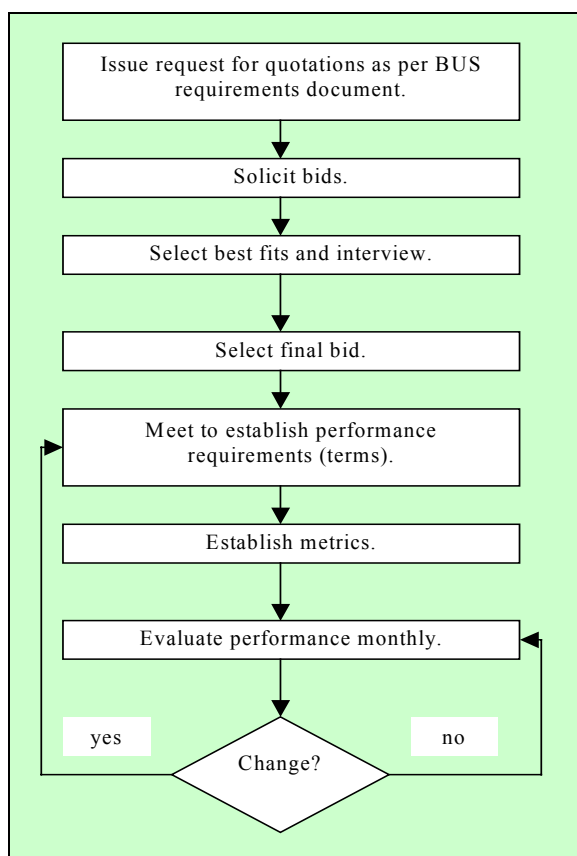 Issue request for quotations as per BUS
requirements document.
Solicit bids.
Select best fits and interview.
Select final bid.
Meet to establish performance
requirements (terms).
Establish metrics.
Evaluate performance monthly.
yes
no
Change?